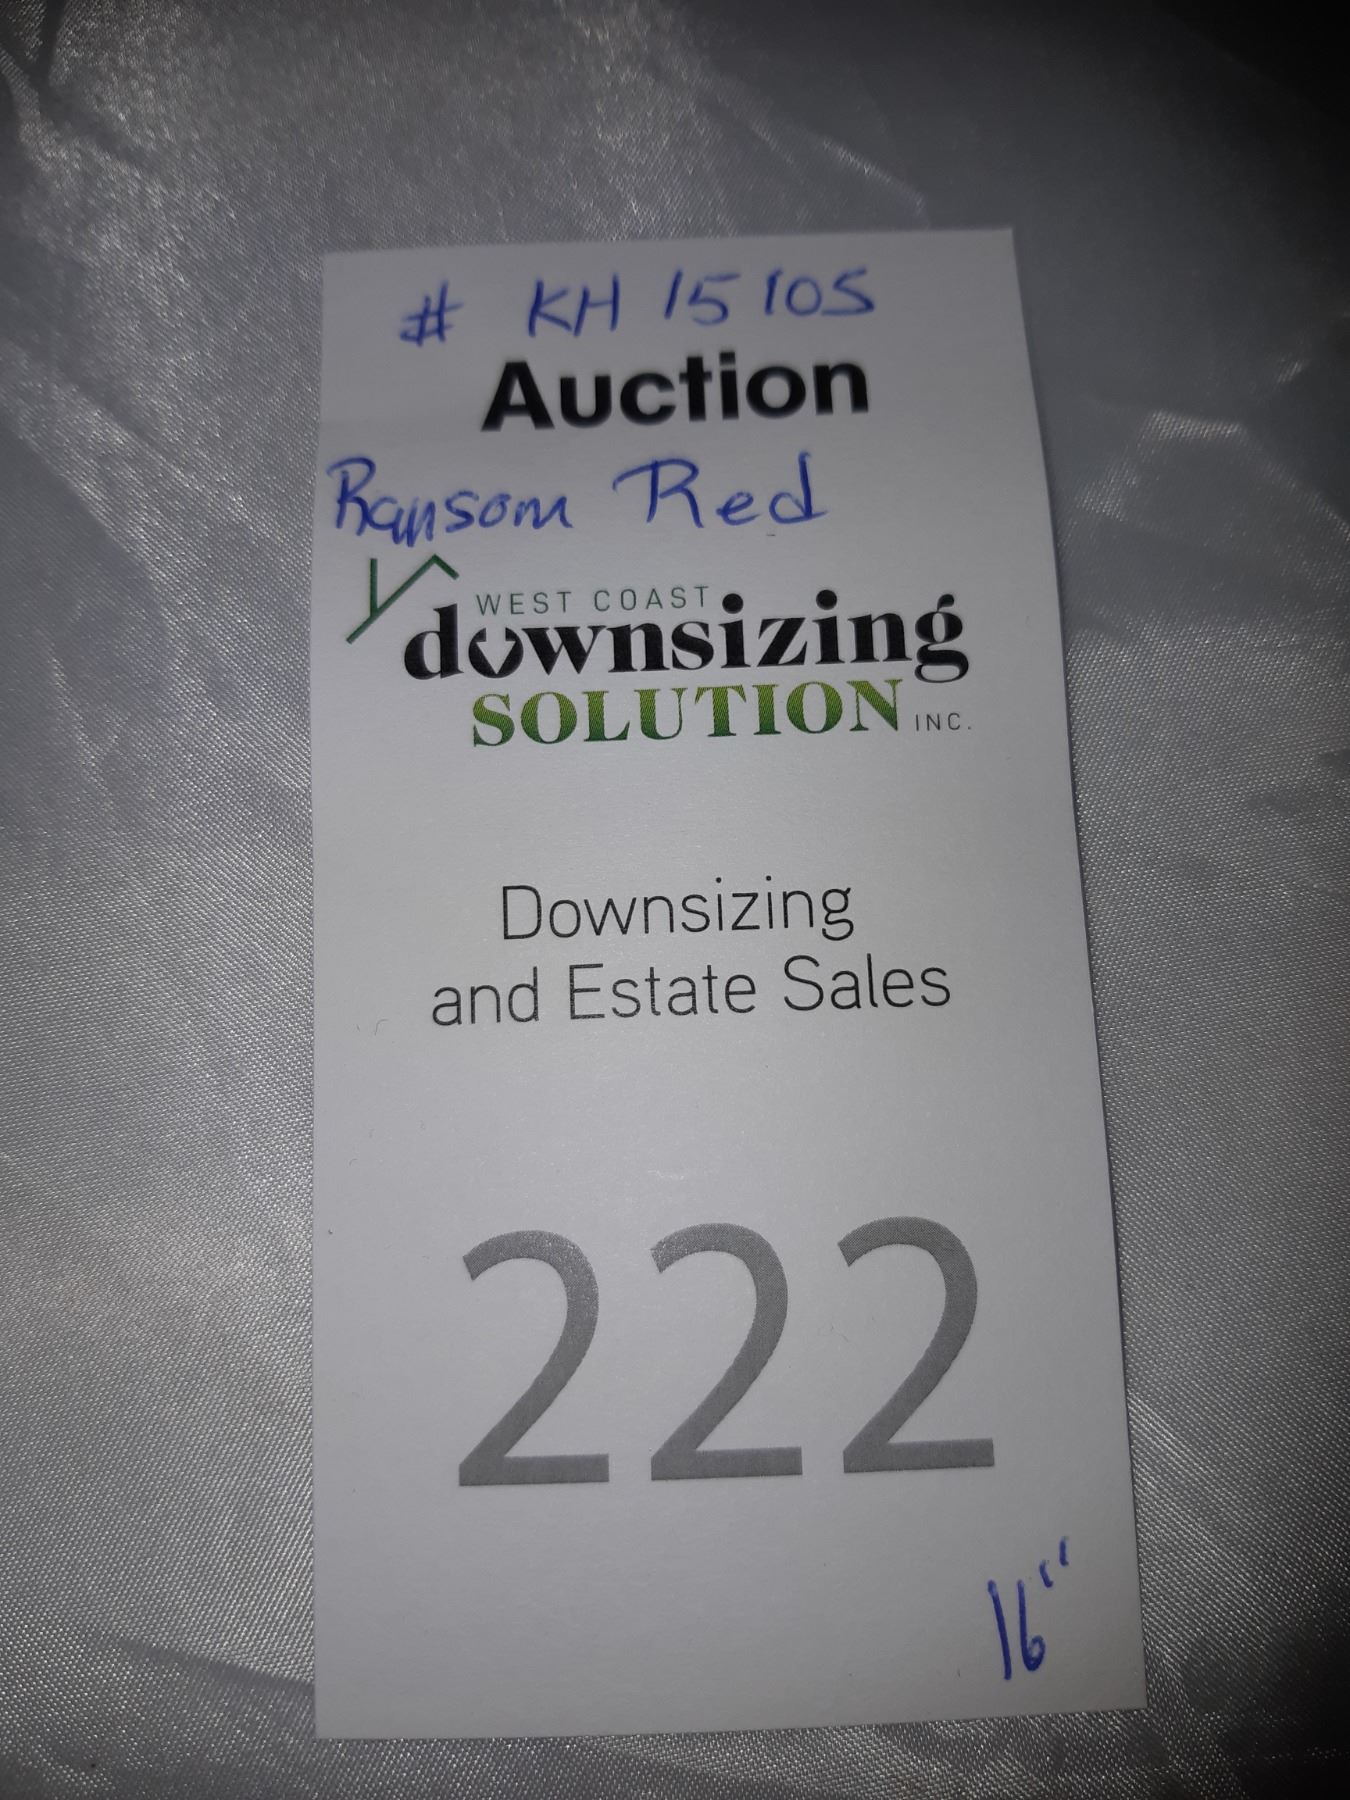 # KH 15105
Auction
Ransom Red
WEST COAST
downsizing
SOLUTION INC.
Downsizing
and Estate Sales
222
16"